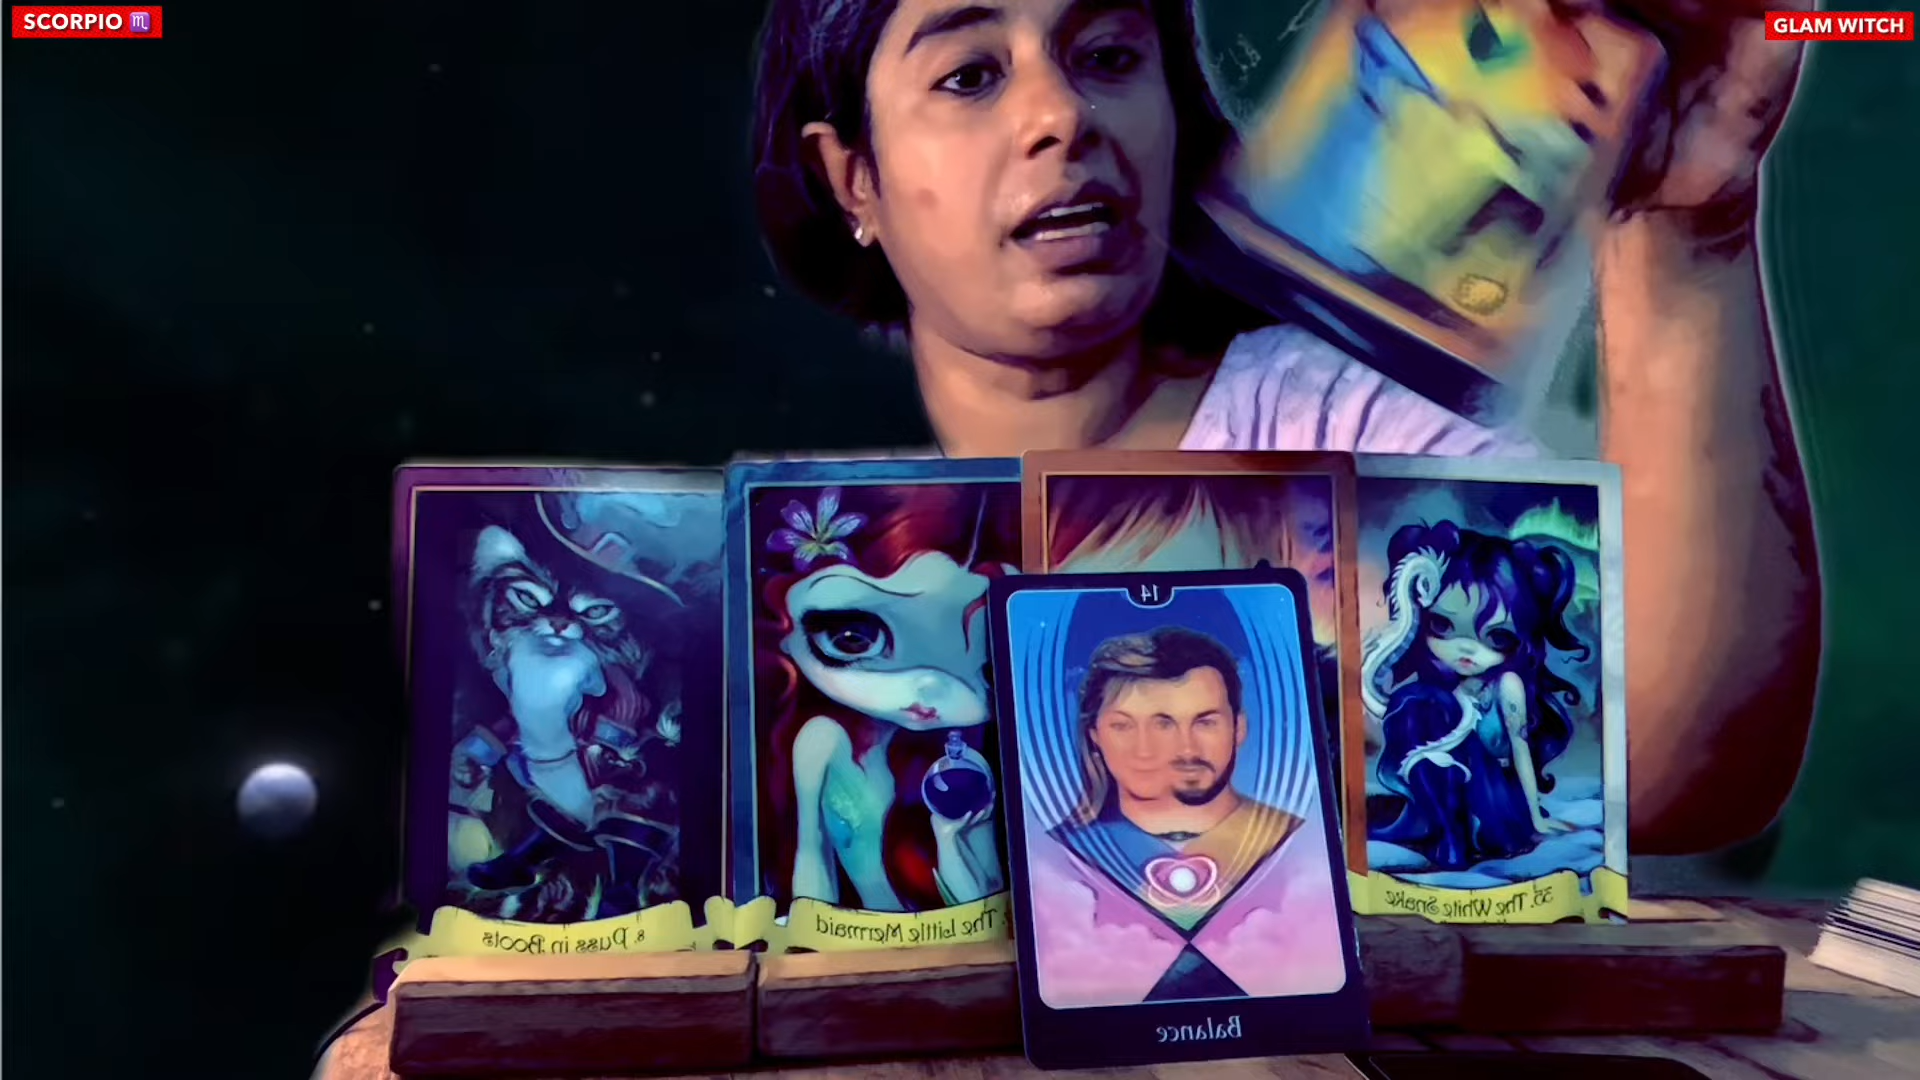 SCORPIO ♏
GLAM WITCH
14
8. Puss in Boots
The Little Mermaid
35. The White Snake
Balance